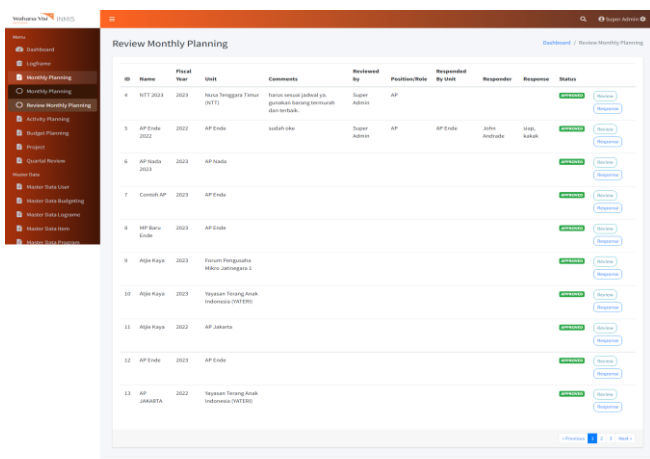 Wahana Visi INMIS
Super Admin
Menu
Dashboard
Logframe
Monthly Planning
Monthly Planning
Review Monthly Planning
Activity Planning
Budget Planning
Project
Quartal Review
Master Data
Master Data User
Master Data Budgeting
Master Data Logframe
Master Data Item
Master Data Program
Review Monthly Planning
Dashboard / Review Monthly Planning
ID Name Fiscal Year Unit Comments Reviewed by Position/Role Responded By Unit Responder Response Status
4 NTT 2023 2023 Nusa Tenggara Timur (NTT) harus sesuai jadwal ya. gunakan barang termurah dan terbaik. Super Admin AP APPROVED Review Response
5 AP Ende 2022 2022 AP Ende sudah oke Super Admin AP AP Ende John Andrade siap, kakak APPROVED Review Response
6 AP Nada 2023 2023 AP Nada APPROVED Review Response
7 Contoh AP 2023 AP Ende APPROVED Review Response
8 MP Baru Ende 2023 AP Ende APPROVED Review Response
9 Atjie Kaya 2023 Forum Pengusaha Mikro Jatinegara 1 APPROVED Review Response
10 Atjie Kaya 2023 Yayasan Terang Anak Indonesia (YATERI) APPROVED Review Response
11 Atjie Kaya 2022 AP Jakarta APPROVED Review Response
12 AP Ende 2023 AP Ende APPROVED Review Response
13 AP JAKARTA 2022 Yayasan Terang Anak Indonesia (YATERI) APPROVED Review Response
‹ Previous 1 2 3 Next ›